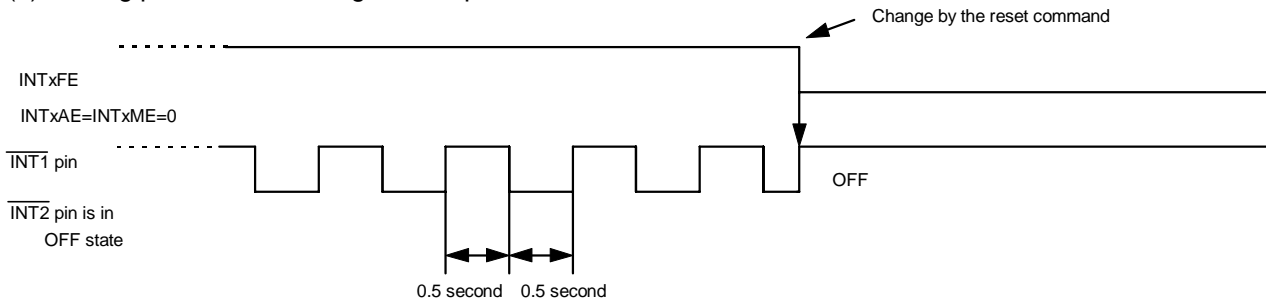 Change by the reset command
INTxFE
INTxAE=INTxME=0
INT1 pin
OFF
INT2 pin is in
OFF state
0.5 second 0.5 second